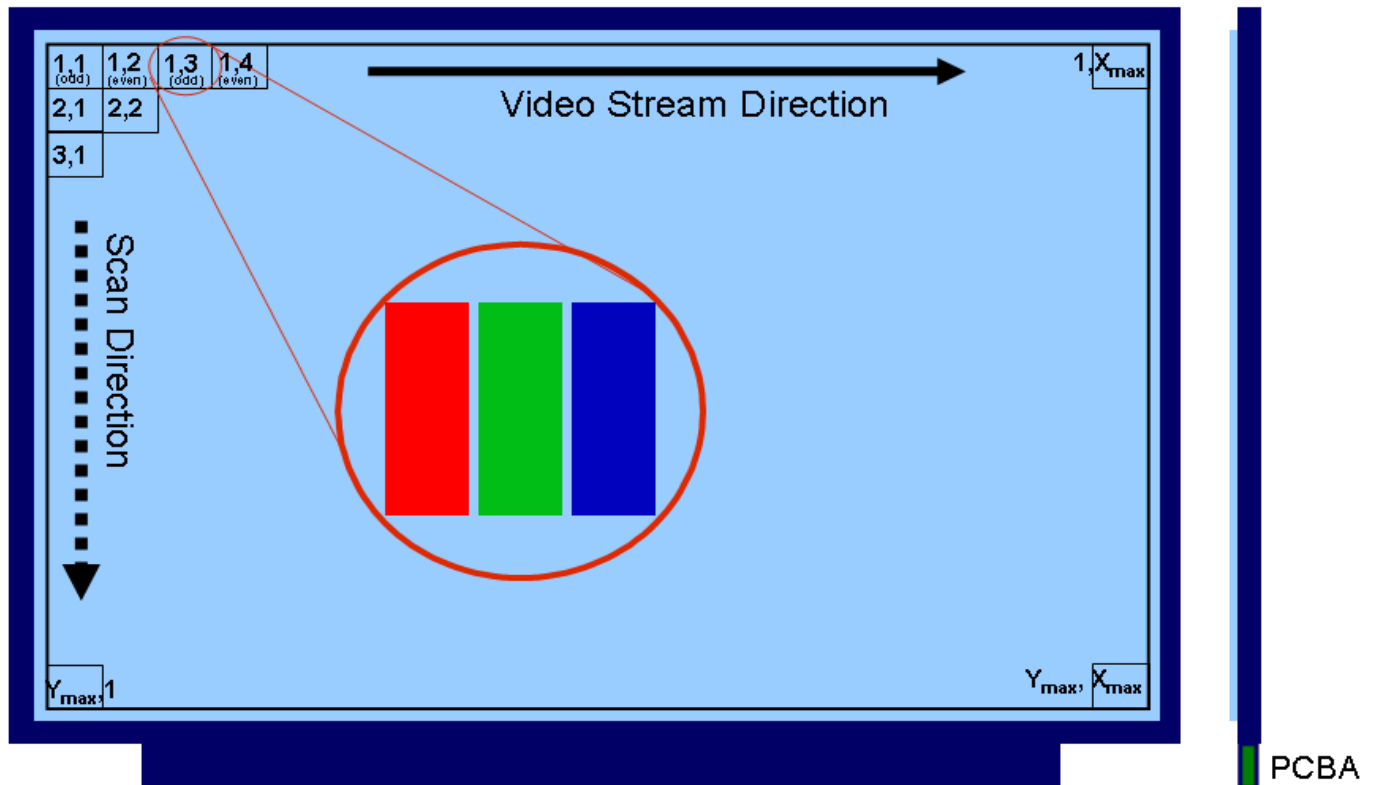 1,1 1,2 1,3 1,4 1,Xmax
(odd) (even) (odd) (even)
Video Stream Direction
2,1 2,2
3,1
Scan Direction
Ymax,1 Ymax, Xmax
PCBA